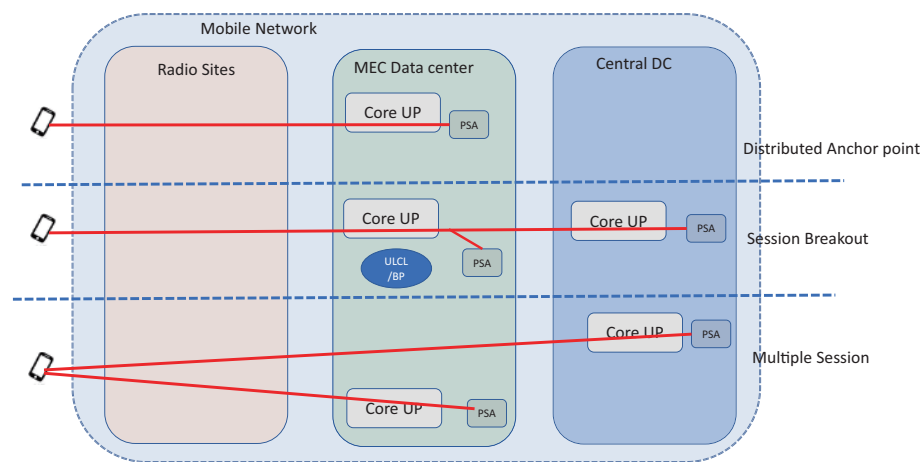 Mobile Network
Radio Sites
MEC Data center
Central DC
Core UP
PSA
Distributed Anchor point
Core UP
Core UP
PSA
Session Breakout
ULCL
/BP
PSA
Core UP
PSA
Multiple Session
Core UP
PSA